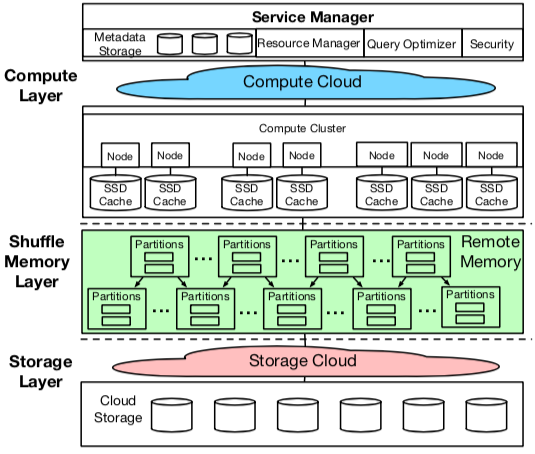 Service Manager
Metadata
Storage
Resource Manager
Query Optimizer
Security
Compute
Layer
Compute Cloud
Compute Cluster
Node
Node
Node
Node
Node
Node
Node
SSD
Cache
SSD
Cache
SSD
Cache
SSD
Cache
SSD
Cache
SSD
Cache
SSD
Cache
Shuffle
Memory
Layer
Partitions
...
Partitions
...
Partitions
...
Partitions
Remote
Memory
Partitions
...
Partitions
...
Partitions
...
Partitions
...
Partitions
Storage
Layer
Storage Cloud
Cloud
Storage